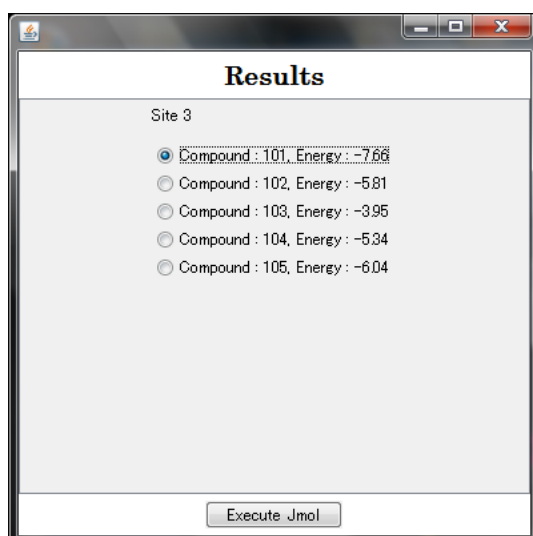 Results
Site 3
Compound : 101, Energy : -7.66
Compound : 102, Energy : -5.81
Compound : 103, Energy : -3.95
Compound : 104, Energy : -5.34
Compound : 105, Energy : -6.04
Execute Jmol